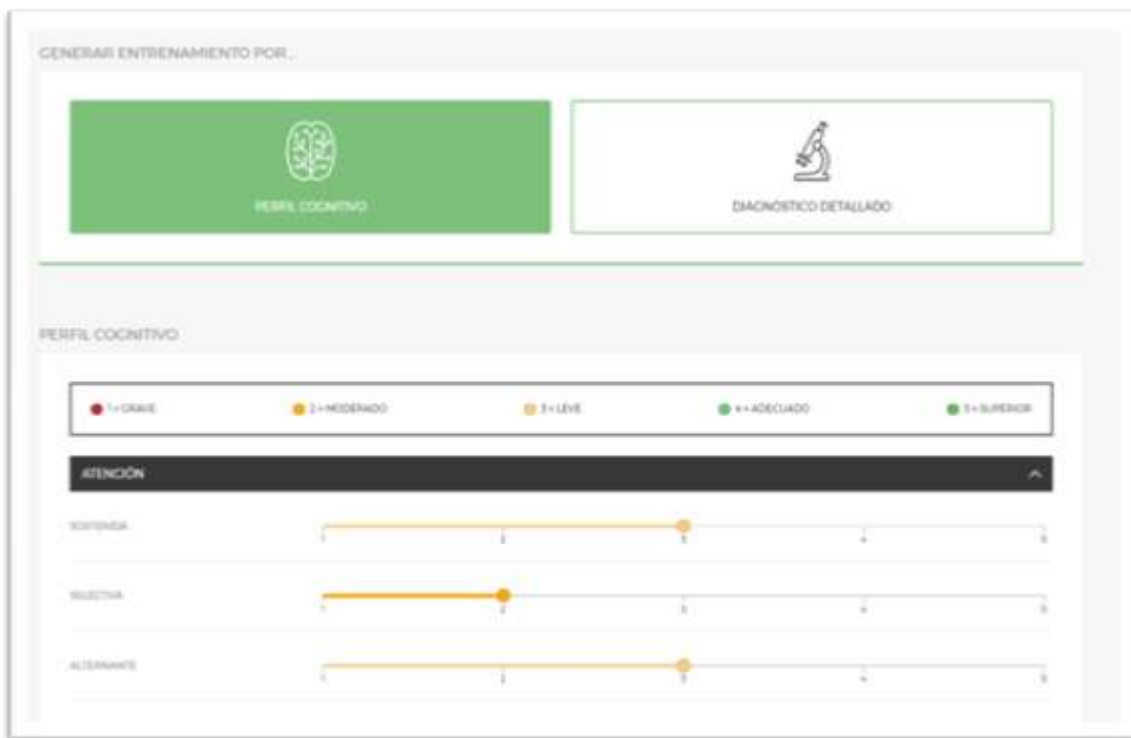 GENERAR ENTRENAMIENTO POR...
PERFIL COGNITIVO
DIAGNÓSTICO DETALLADO
PERFIL COGNITIVO
1 = GRAVE 2 = MODERADO 3 = LEVE 4 = ADECUADO 5 = SUPERIOR
ATENCIÓN
SOSTENIDA
1 2 3 4 5
SELECTIVA
1 2 3 4 5
ALTERNANTE
1 2 3 4 5